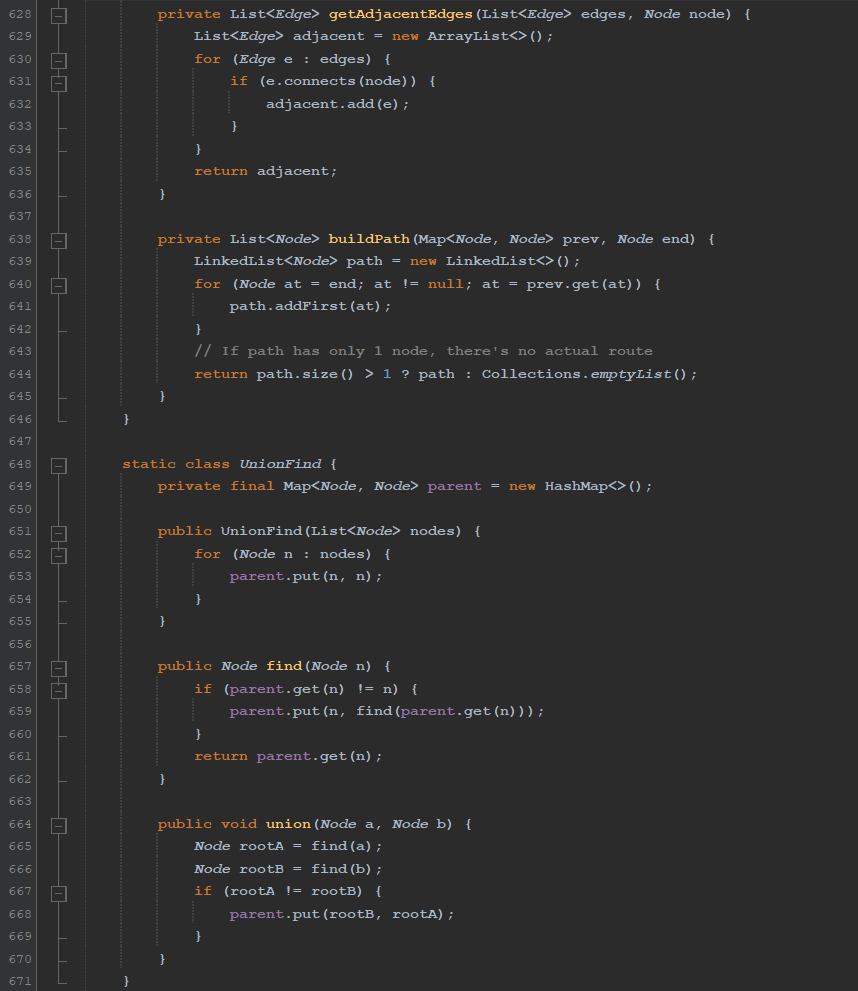 628 private List<Edge> getAdjacentEdges(List<Edge> edges, Node node) {
629 List<Edge> adjacent = new ArrayList<>();
630 for (Edge e : edges) {
631 if (e.connects(node)) {
632 adjacent.add(e);
633 }
634 }
635 return adjacent;
636 }
637
638 private List<Node> buildPath(Map<Node, Node> prev, Node end) {
639 LinkedList<Node> path = new LinkedList<>();
640 for (Node at = end; at != null; at = prev.get(at)) {
641 path.addFirst(at);
642 }
643 // If path has only 1 node, there's no actual route
644 return path.size() > 1 ? path : Collections.emptyList();
645 }
646 }
647
648 static class UnionFind {
649 private final Map<Node, Node> parent = new HashMap<>();
650
651 public UnionFind(List<Node> nodes) {
652 for (Node n : nodes) {
653 parent.put(n, n);
654 }
655 }
656
657 public Node find(Node n) {
658 if (parent.get(n) != n) {
659 parent.put(n, find(parent.get(n)));
660 }
661 return parent.get(n);
662 }
663
664 public void union(Node a, Node b) {
665 Node rootA = find(a);
666 Node rootB = find(b);
667 if (rootA != rootB) {
668 parent.put(rootB, rootA);
669 }
670 }
671 }